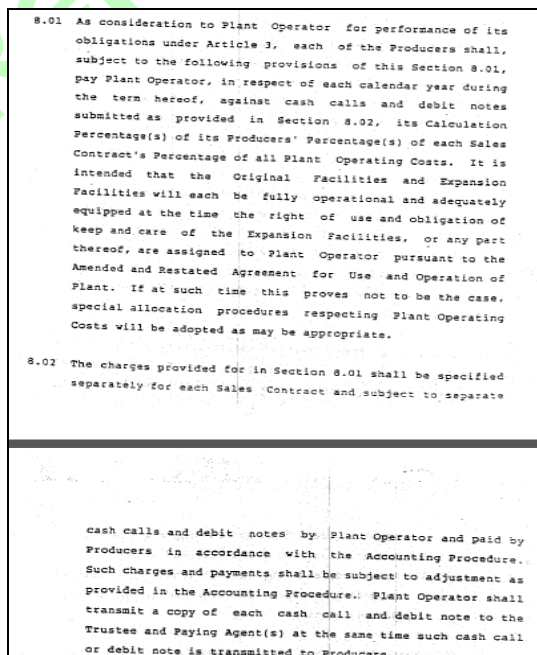 8.01 As consideration to Plant Operator for performance of its
obligations under Article 3, each of the Producers shall,
subject to the following provisions of this Section 8.01,
pay Plant Operator, in respect of each calendar year during
the term hereof, against cash calls and debit notes
submitted as provided in Section 8.02, its Calculation
Percentage(s) of its Producers' Percentage(s) of each Sales
Contract's Percentage of all Plant Operating Costs. It is
intended that the Original Facilities and Expansion
Facilities will each be fully operational and adequately
equipped at the time the right of use and obligation of
keep and care of the Expansion Facilities, or any part
thereof, are assigned to Plant Operator pursuant to the
Amended and Restated Agreement for Use and Operation of
Plant. If at such time this proves not to be the case,
special allocation procedures respecting Plant Operating
Costs will be adopted as may be appropriate.
8.02 The charges provided for in Section 8.01 shall be specified
separately for each Sales Contract and subject to separate
cash calls and debit notes by Plant Operator and paid by
Producers in accordance with the Accounting Procedure.
Such charges and payments shall be subject to adjustment as
provided in the Accounting Procedure. Plant Operator shall
transmit a copy of each cash call and debit note to the
Trustee and Paying Agent(s) at the same time such cash call
or debit note is transmitted to Producers.